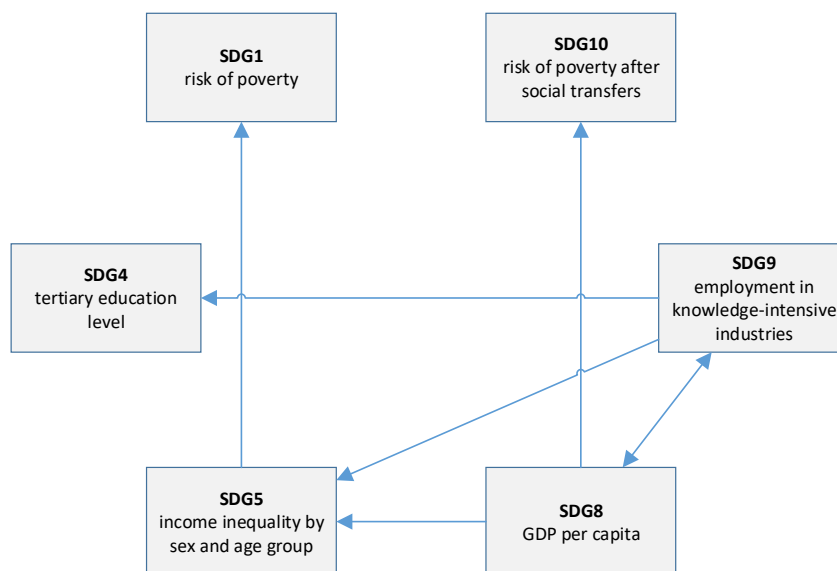 SDG1
risk of poverty
SDG10
risk of poverty after
social transfers
SDG4
tertiary education
level
SDG9
employment in
knowledge-intensive
industries
SDG5
income inequality by
sex and age group
SDG8
GDP per capita